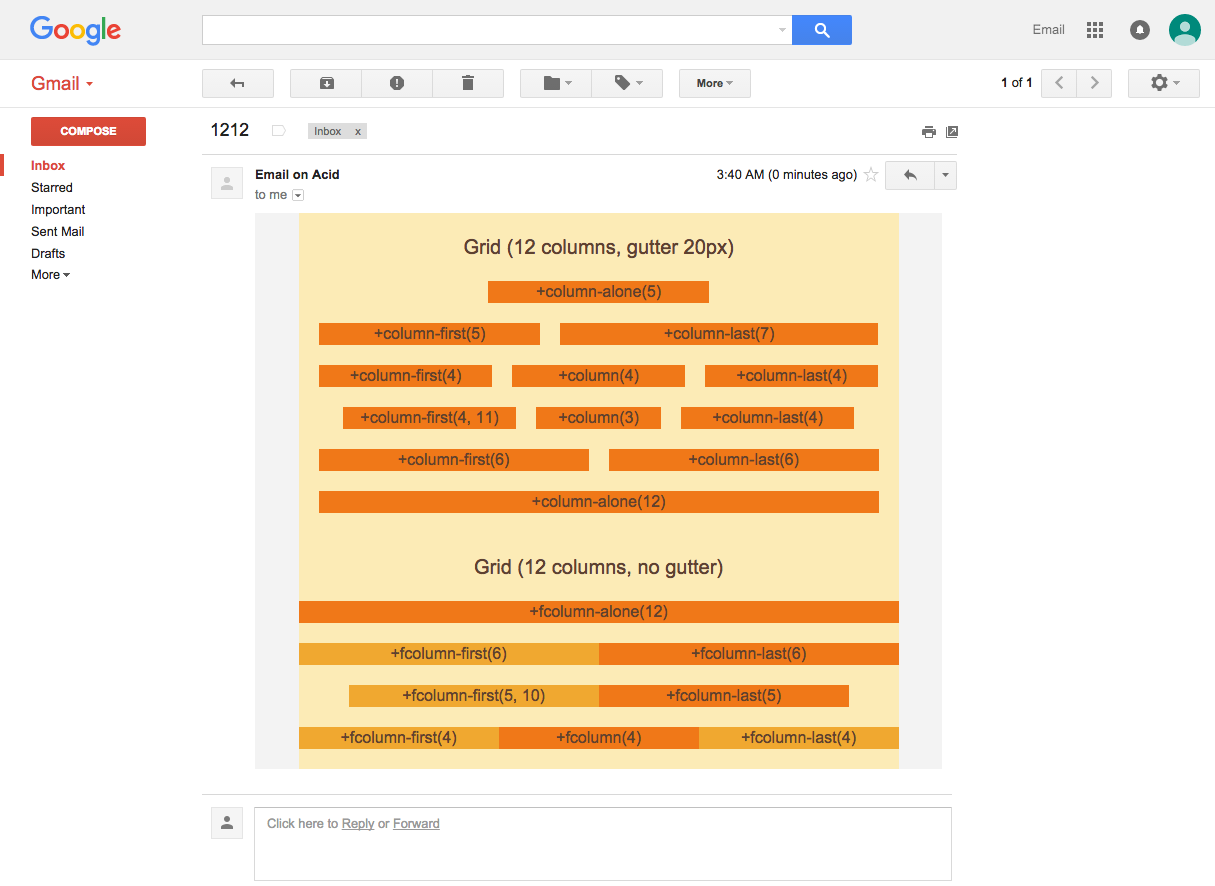 Google
Email
Gmail
More
1 of 1
COMPOSE
1212
Inbox x
Inbox
Starred
Important
Sent Mail
Drafts
More
Email on Acid
3:40 AM (0 minutes ago)
to me
Grid (12 columns, gutter 20px)
+column-alone(5)
+column-first(5) +column-last(7)
+column-first(4) +column(4) +column-last(4)
+column-first(4, 11) +column(3) +column-last(4)
+column-first(6) +column-last(6)
+column-alone(12)
Grid (12 columns, no gutter)
+fcolumn-alone(12)
+fcolumn-first(6) +fcolumn-last(6)
+fcolumn-first(5, 10) +fcolumn-last(5)
+fcolumn-first(4) +fcolumn(4) +fcolumn-last(4)
Click here to Reply or Forward